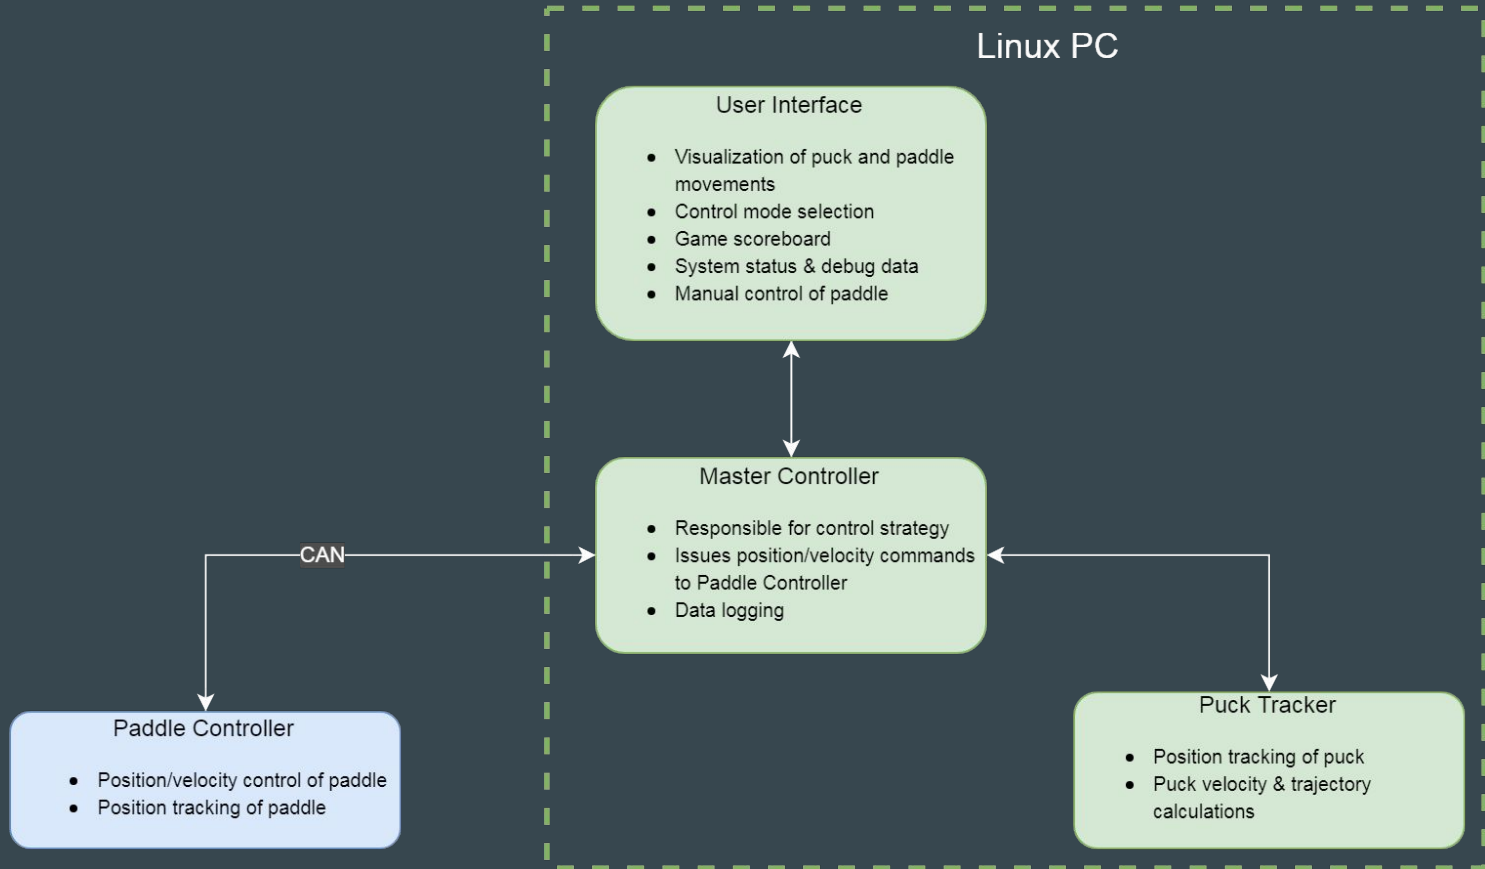 Linux PC
User Interface
• Visualization of puck and paddle
movements
• Control mode selection
• Game scoreboard
• System status & debug data
• Manual control of paddle
Master Controller
• Responsible for control strategy
• Issues position/velocity commands
to Paddle Controller
• Data logging
CAN
Paddle Controller
• Position/velocity control of paddle
• Position tracking of paddle
Puck Tracker
• Position tracking of puck
• Puck velocity & trajectory
calculations